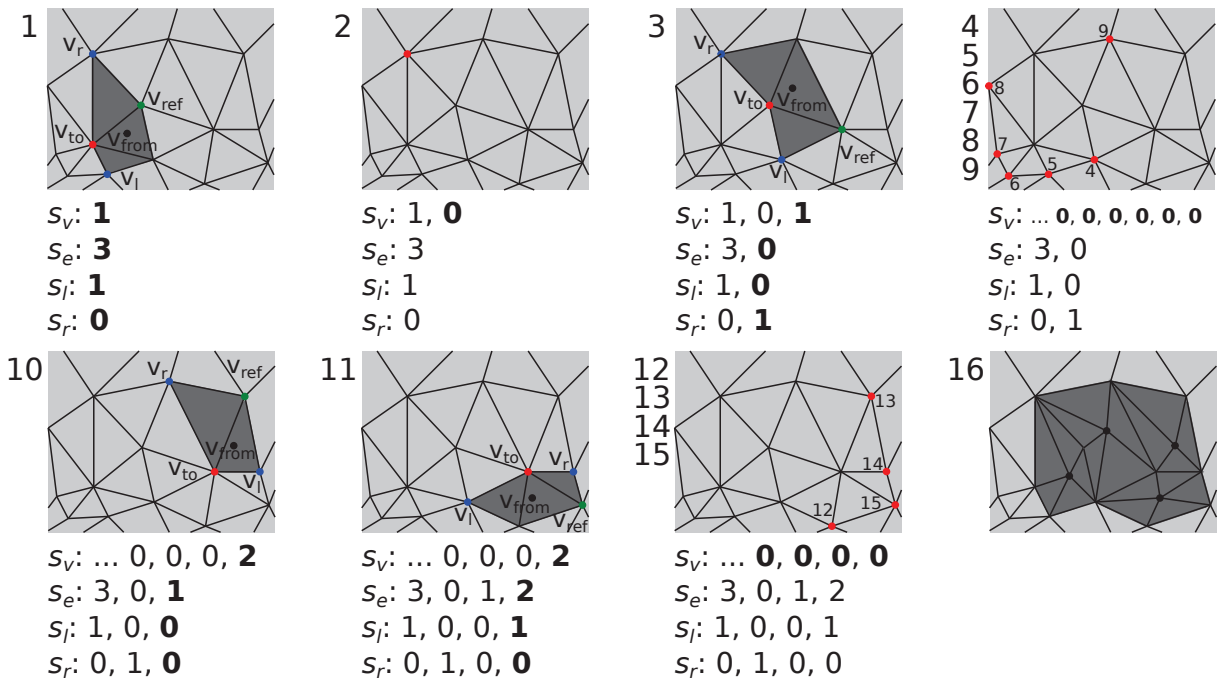 1
v_r
v_ref
v_to
v_from
v_l
s_v: 1
s_e: 3
s_l: 1
s_r: 0
2
s_v: 1, 0
s_e: 3
s_l: 1
s_r: 0
3
v_r
v_to
v_from
v_ref
v_l
s_v: 1, 0, 1
s_e: 3, 0
s_l: 1, 0
s_r: 0, 1
4
5
6
7
8
9
9
8
7
5
4
6
s_v: ... 0, 0, 0, 0, 0, 0
s_e: 3, 0
s_l: 1, 0
s_r: 0, 1
10
v_r
v_ref
v_from
v_to
v_l
s_v: ... 0, 0, 0, 2
s_e: 3, 0, 1
s_l: 1, 0, 0
s_r: 0, 1, 0
11
v_to
v_r
v_from
v_l
v_ref
s_v: ... 0, 0, 0, 2
s_e: 3, 0, 1, 2
s_l: 1, 0, 0, 1
s_r: 0, 1, 0, 0
12
13
14
15
13
14
12
15
s_v: ... 0, 0, 0, 0
s_e: 3, 0, 1, 2
s_l: 1, 0, 0, 1
s_r: 0, 1, 0, 0
16